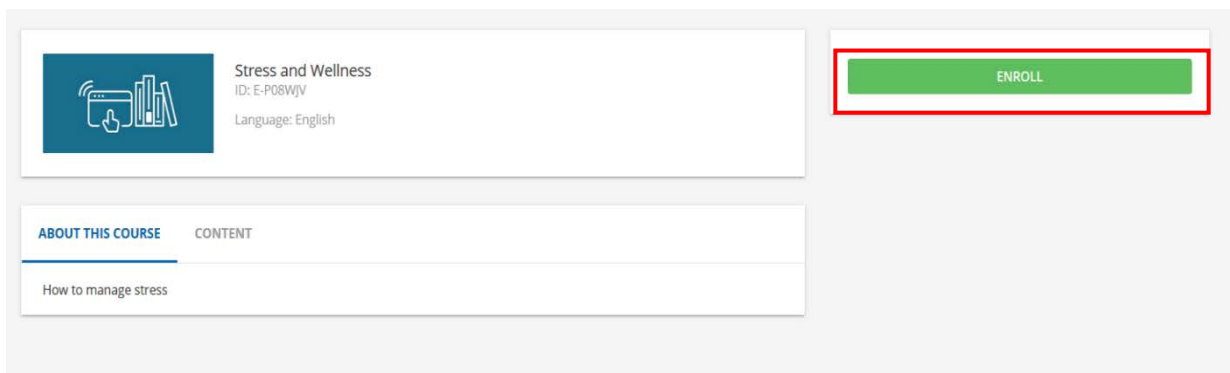 Stress and Wellness
ID: E-P08WJV
Language: English
ENROLL
ABOUT THIS COURSE
CONTENT
How to manage stress